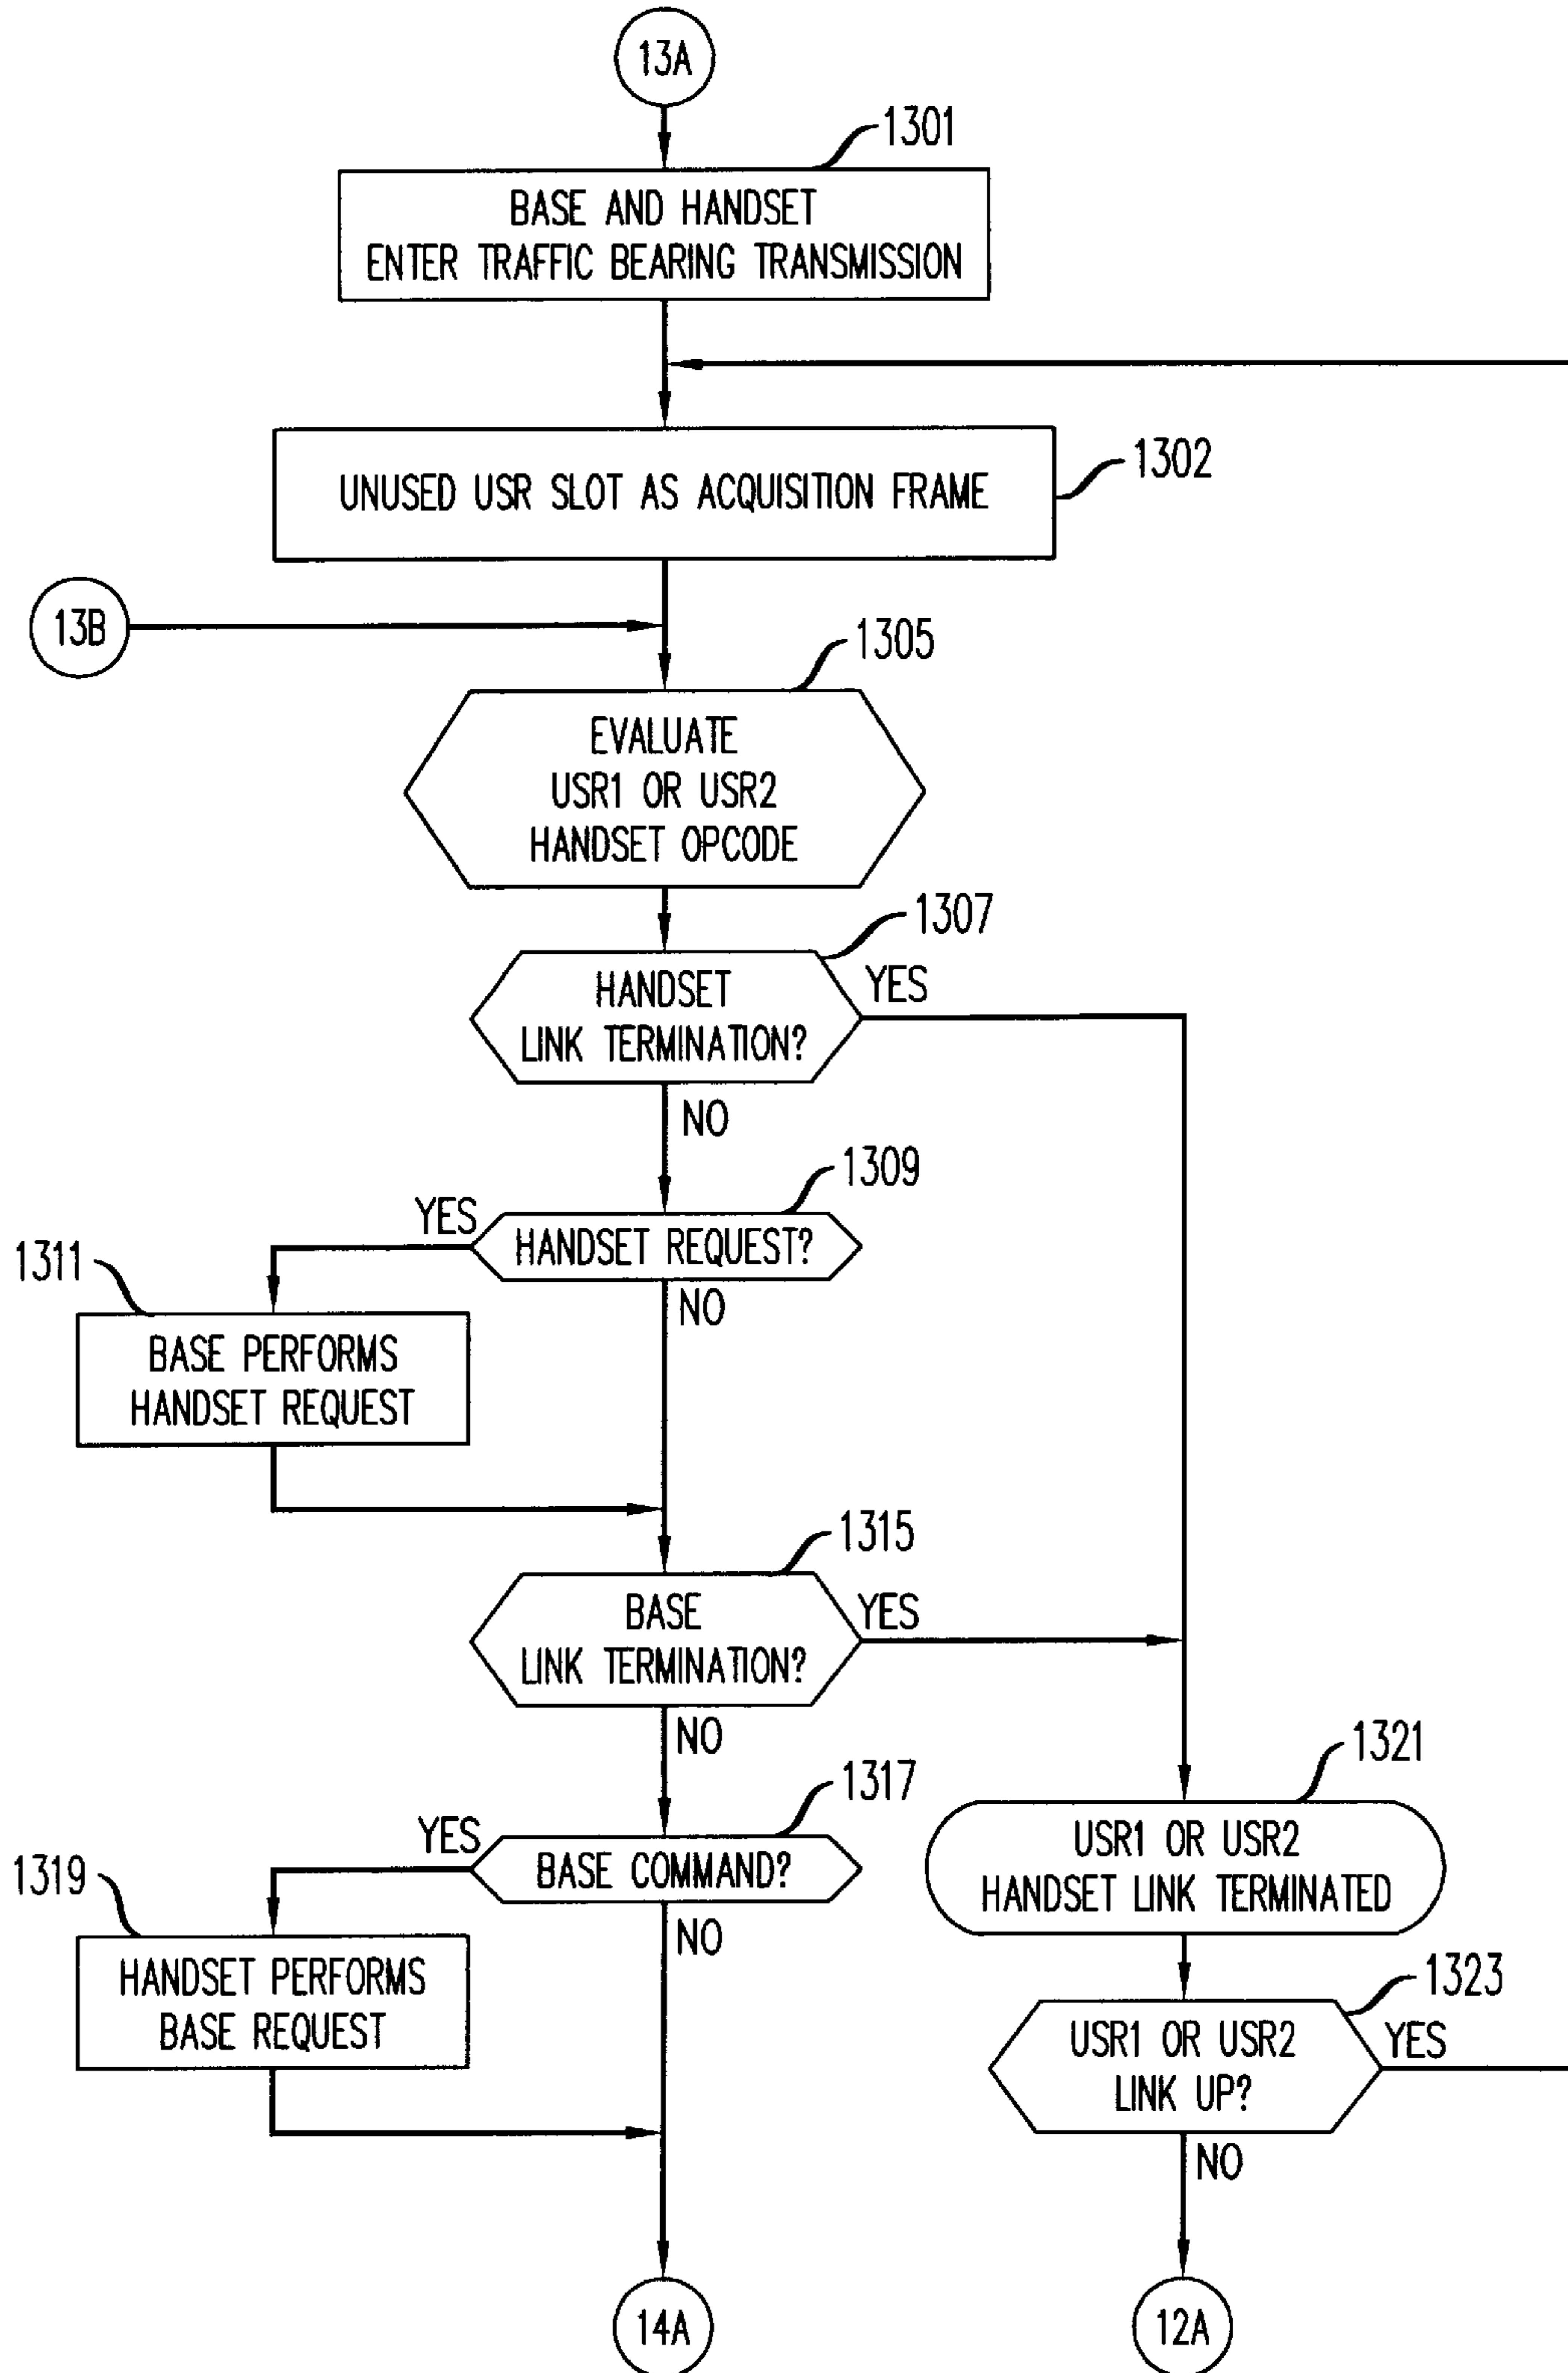 13A
1301
BASE AND HANDSET
ENTER TRAFFIC BEARING TRANSMISSION
1302
UNUSED USR SLOT AS ACQUISITION FRAME
13B
1305
EVALUATE
USR1 OR USR2
HANDSET OPCODE
1307
HANDSET
LINK TERMINATION?
YES
NO
1309
YES
HANDSET REQUEST?
NO
1311
BASE PERFORMS
HANDSET REQUEST
1315
BASE
LINK TERMINATION?
YES
NO
1317
YES
BASE COMMAND?
NO
1319
HANDSET PERFORMS
BASE REQUEST
1321
USR1 OR USR2
HANDSET LINK TERMINATED
1323
USR1 OR USR2
LINK UP?
YES
NO
14A
12A